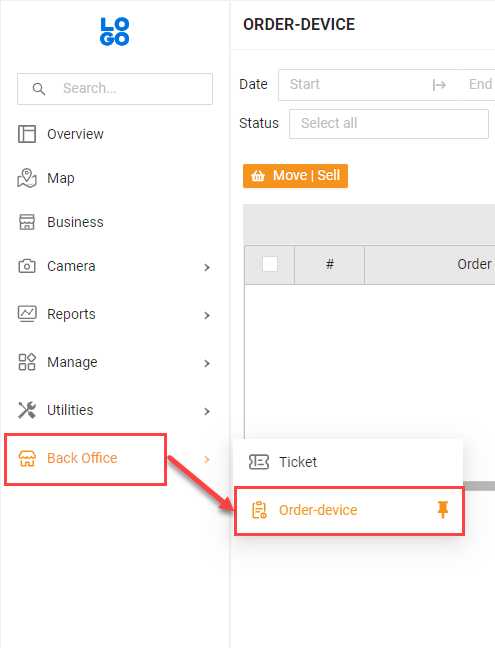 LO
GO
Search...
Overview
Map
Business
Camera
Reports
Manage
Utilities
Back Office
ORDER-DEVICE
Date Start End
Status Select all
Move | Sell
# Order
Ticket
Order-device